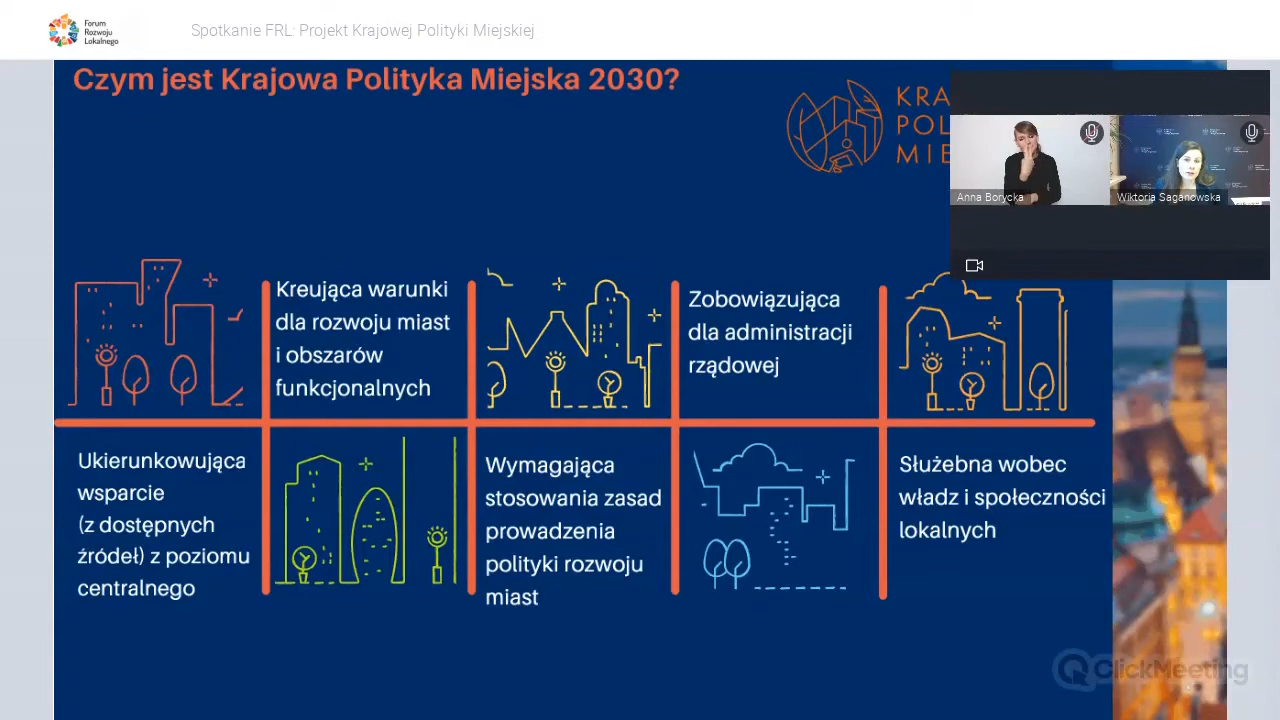 Forum
Rozwoju
Lokalnego
Spotkanie FRL: Projekt Krajowej Polityki Miejskiej
Czym jest Krajowa Polityka Miejska 2030?
KRA
POL
MIE
Anna Borycka
Wiktoria Saganowska
Kreująca warunki
dla rozwoju miast
i obszarów
funkcjonalnych
Zobowiązująca
dla administracji
rządowej
Ukierunkowująca
wsparcie
(z dostępnych
źródeł) z poziomu
centralnego
Wymagająca
stosowania zasad
prowadzenia
polityki rozwoju
miast
Służebna wobec
władz i społeczności
lokalnych
ClickMeeting